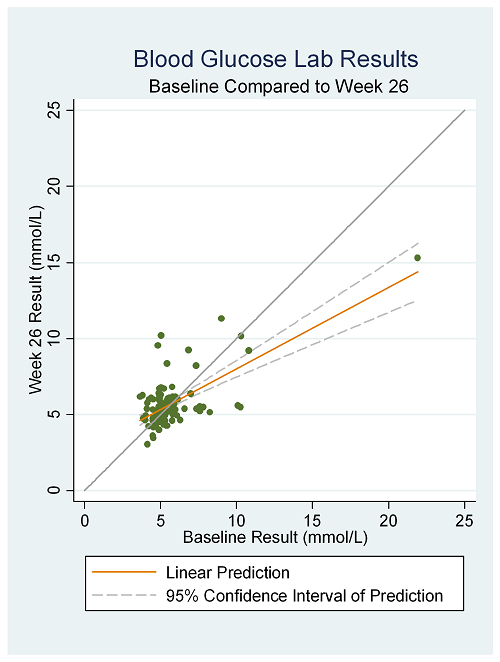 Blood Glucose Lab Results
Baseline Compared to Week 26
25
20
15
10
5
0
Week 26 Result (mmol/L)
0 5 10 15 20 25
Baseline Result (mmol/L)
Linear Prediction
95% Confidence Interval of Prediction